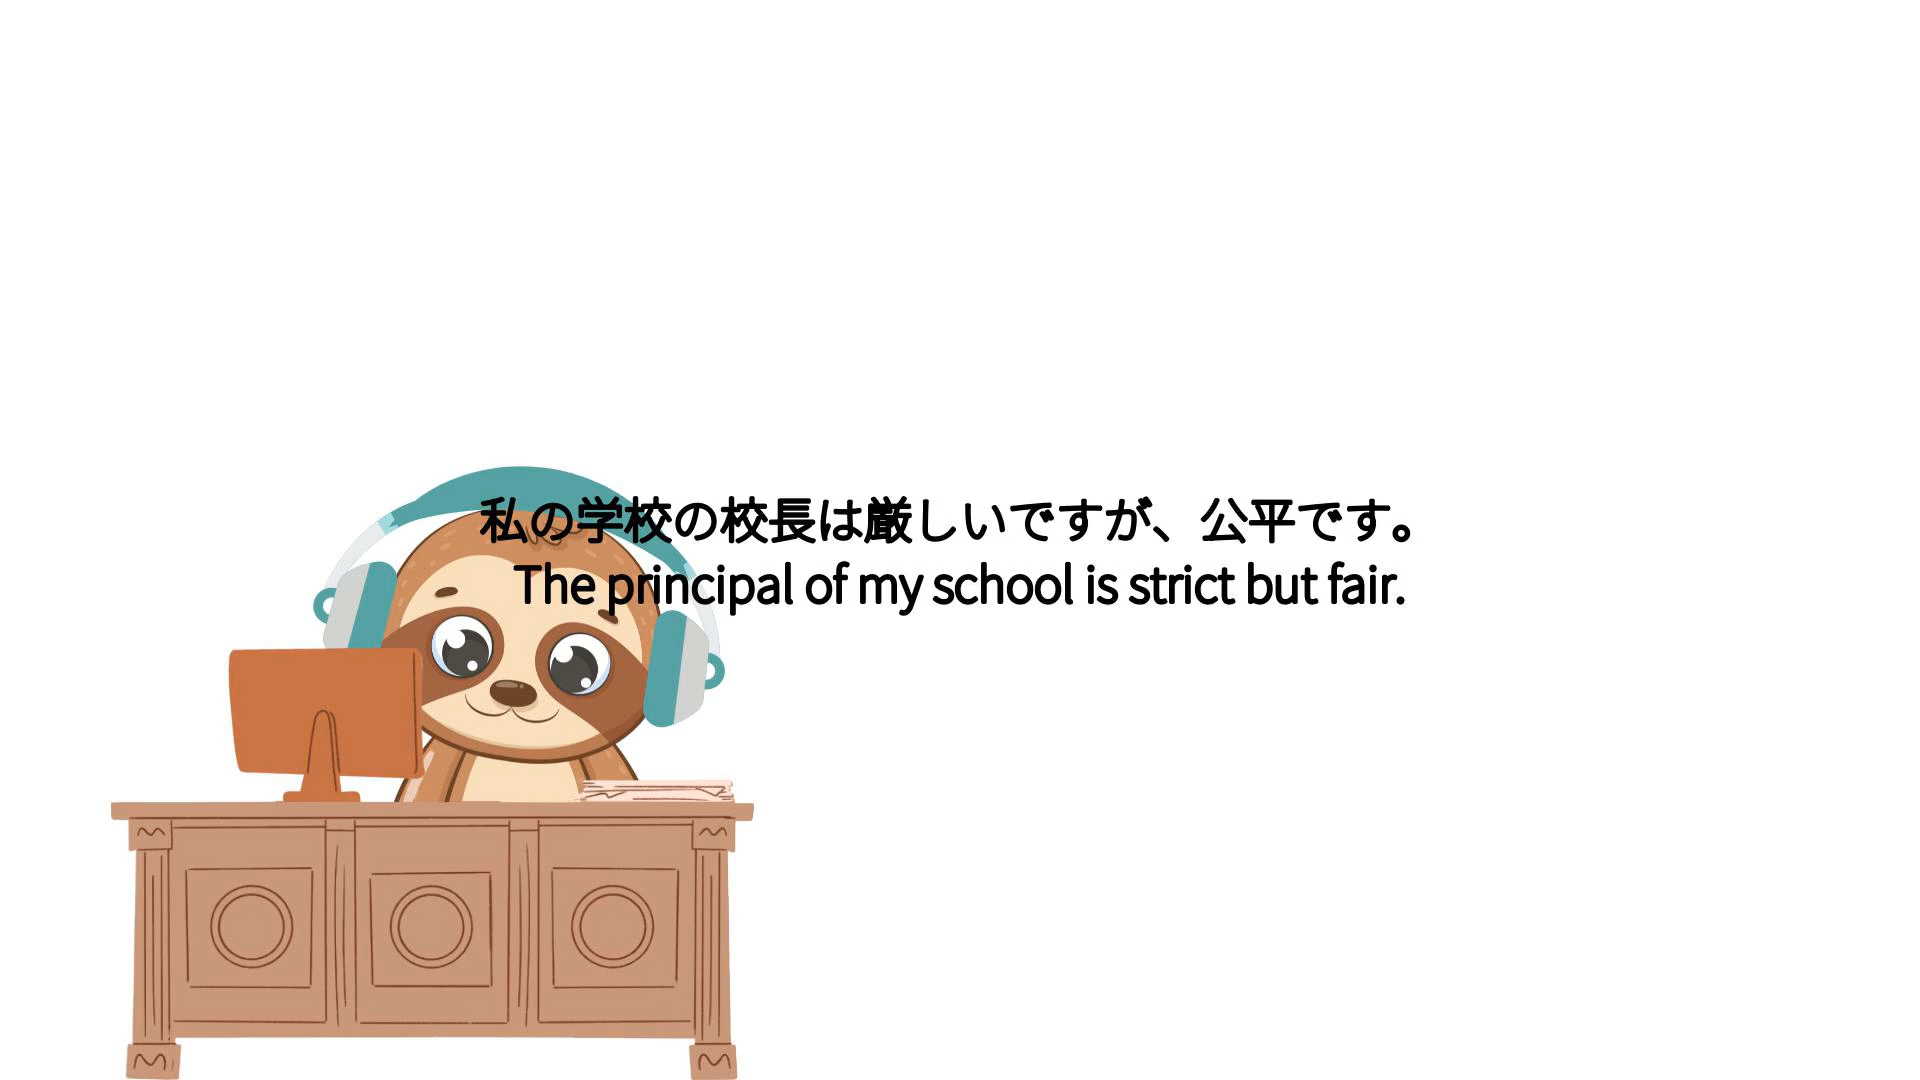 私の学校の校長は厳しいですが、公平です。
The principal of my school is strict but fair.